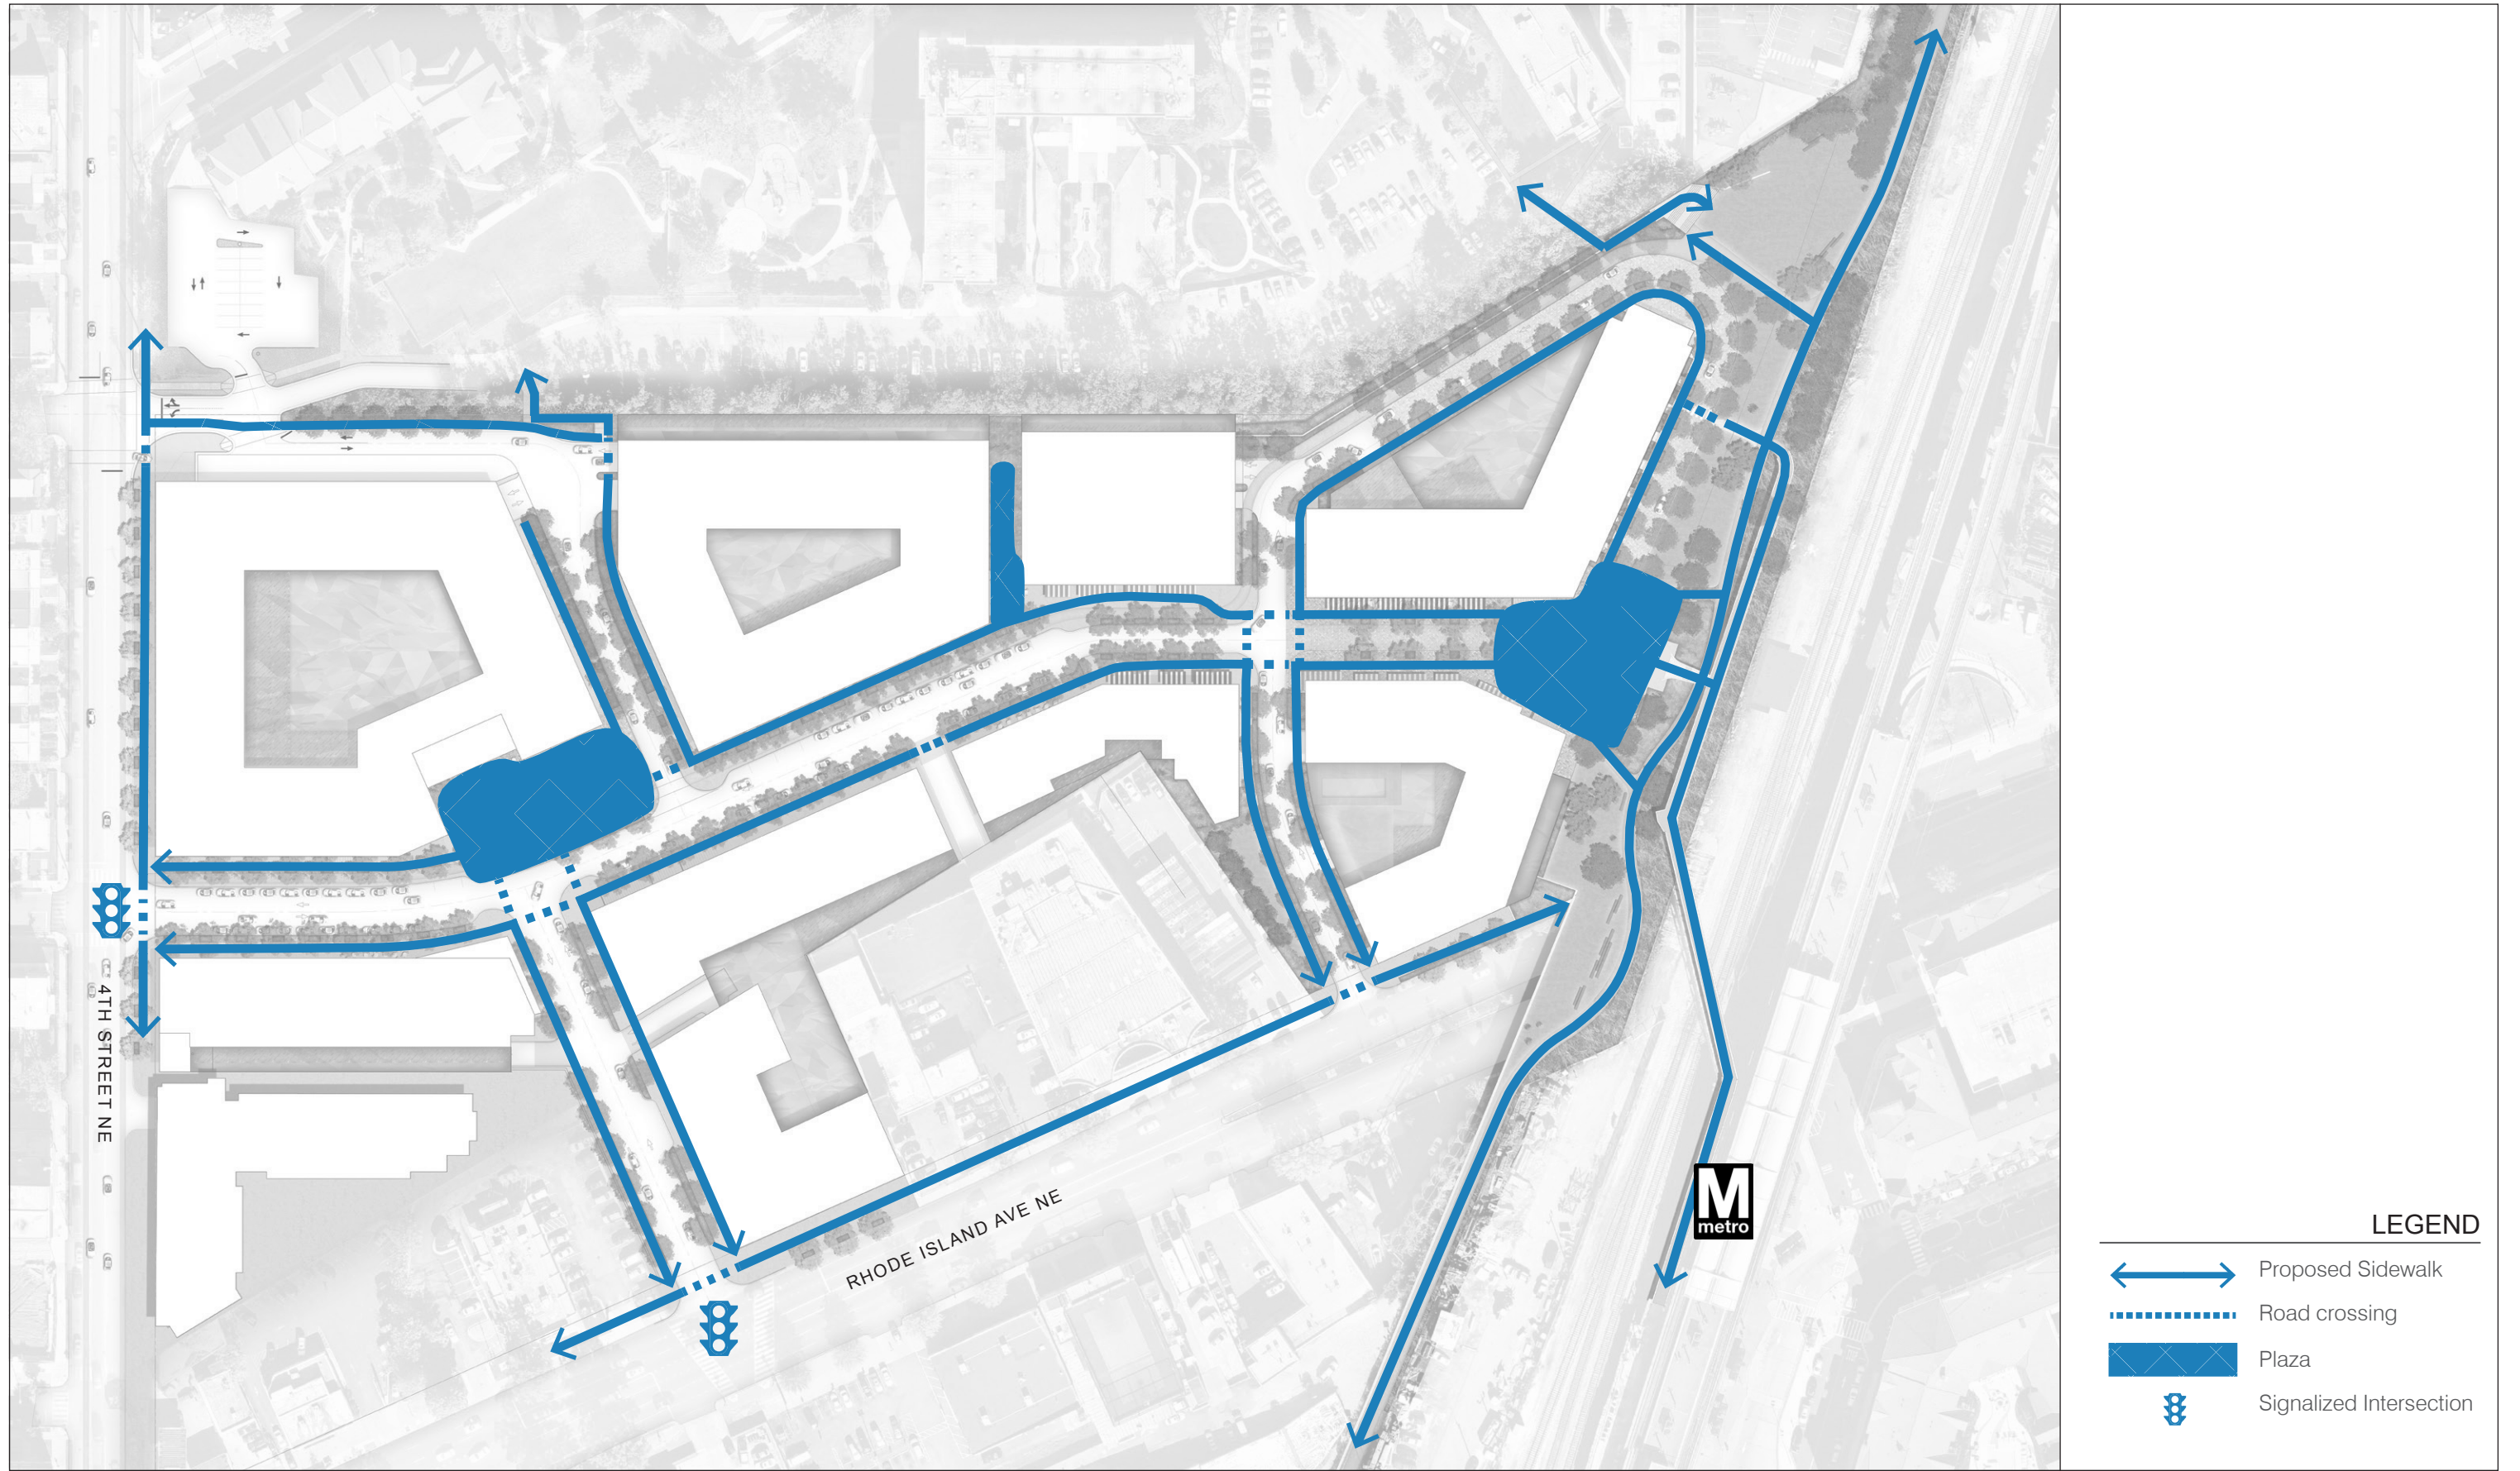 4TH STREET NE
RHODE ISLAND AVE NE
M
metro
LEGEND
Proposed Sidewalk
Road crossing
Plaza
Signalized Intersection